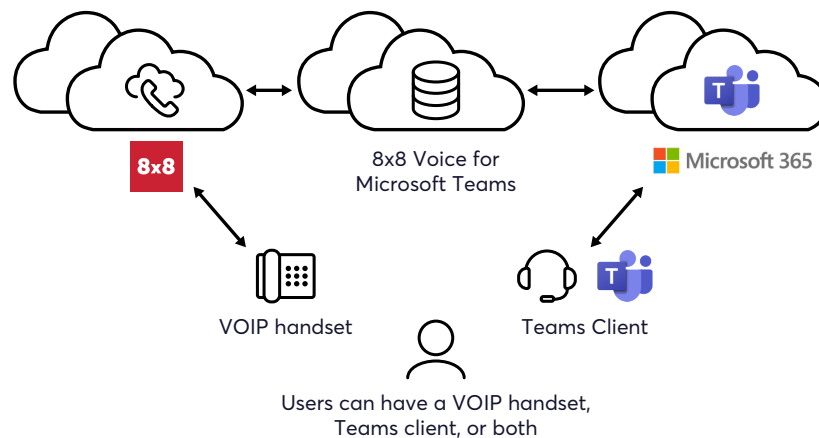 T
8x8
8x8 Voice for
Microsoft Teams
Microsoft 365
T
VOIP handset
Teams Client
Users can have a VOIP handset,
Teams client, or both